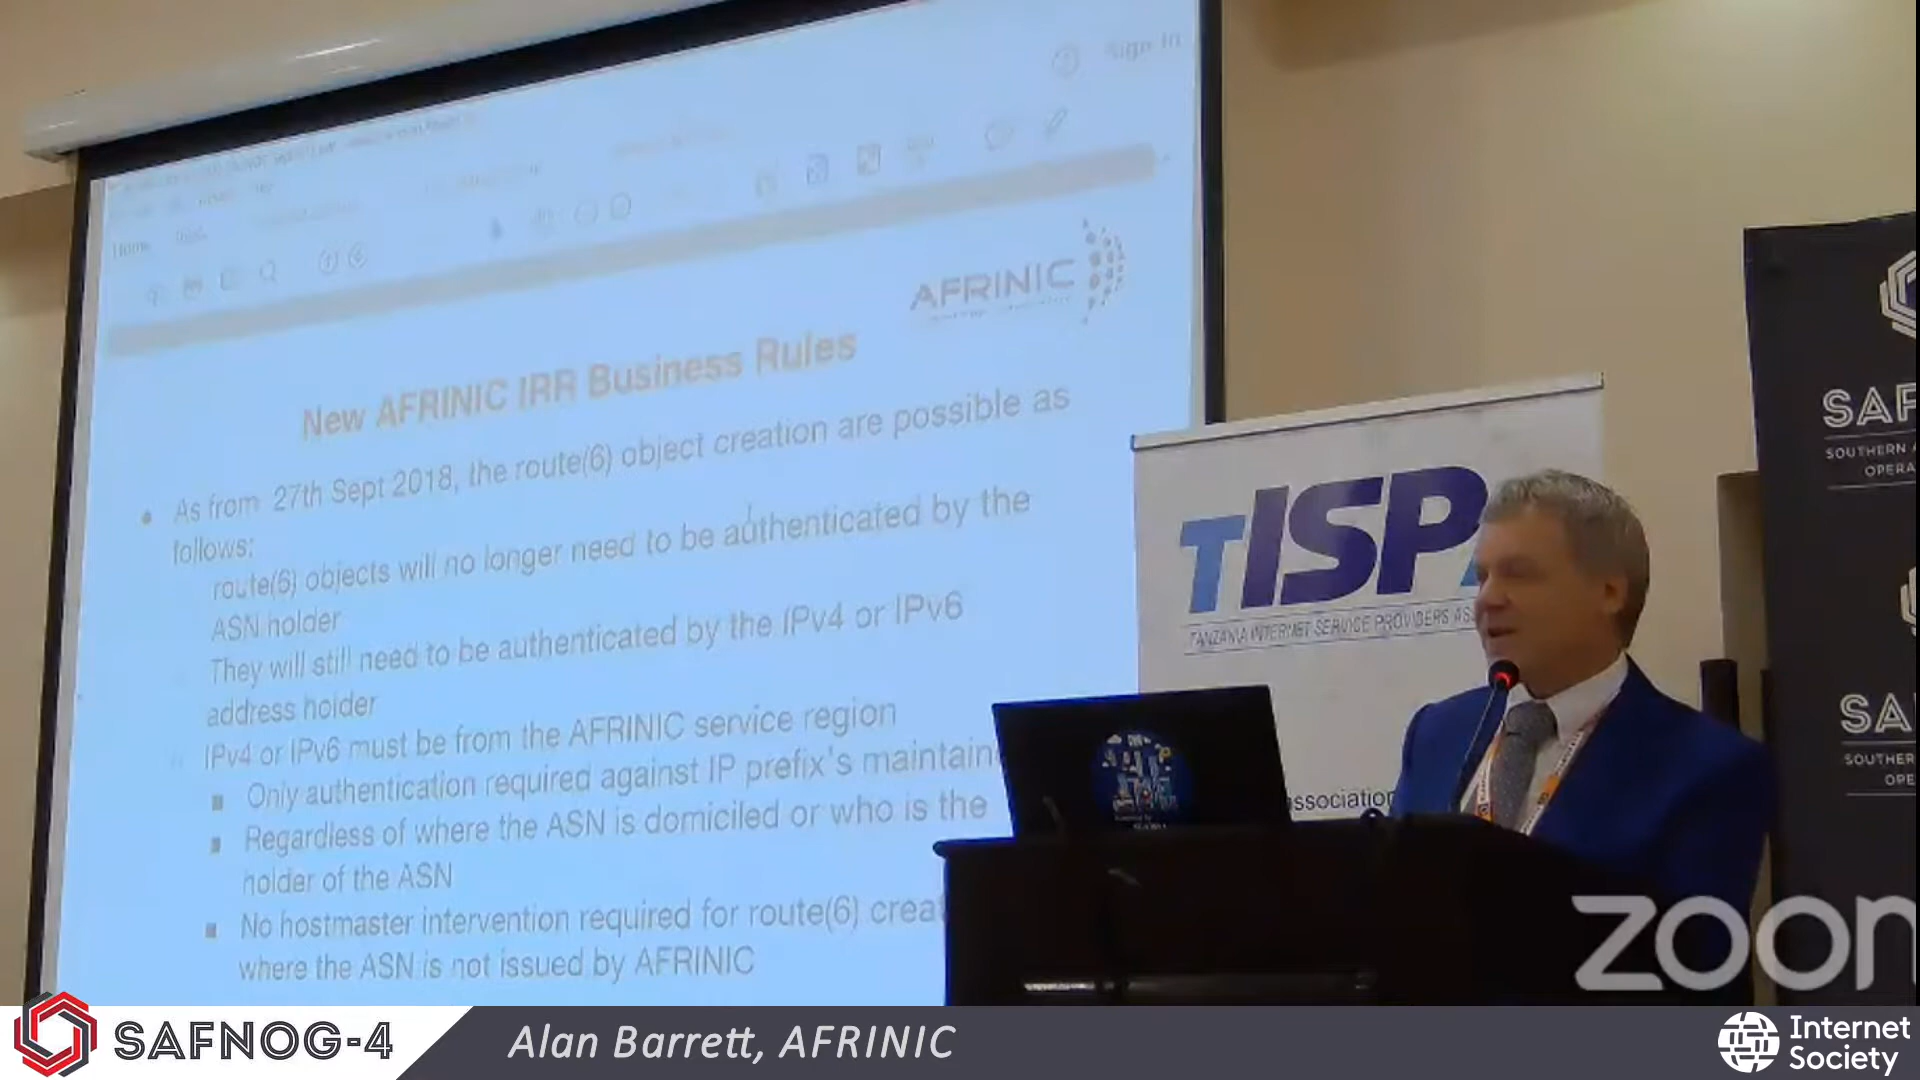 Sign In
Home
AFRINIC
New AFRINIC IRR Business Rules
As from 27th Sept 2018, the route(6) object creation are possible as
follows:
route(6) objects will no longer need to be authenticated by the
ASN holder
They will still need to be authenticated by the IPv4 or IPv6
address holder
IPv4 or IPv6 must be from the AFRINIC service region
Only authentication required against IP prefix's maintain
Regardless of where the ASN is domiciled or who is the
holder of the ASN
No hostmaster intervention required for route(6) crea
where the ASN is not issued by AFRINIC
TISP
TANZANIA INTERNET SERVICE PROVIDERS AS
ssociation
SAF
SOUTHERN
OPERA
SA
SOUTHER
OPE
zoom
SAFNOG-4
Alan Barrett, AFRINIC
Internet
Society